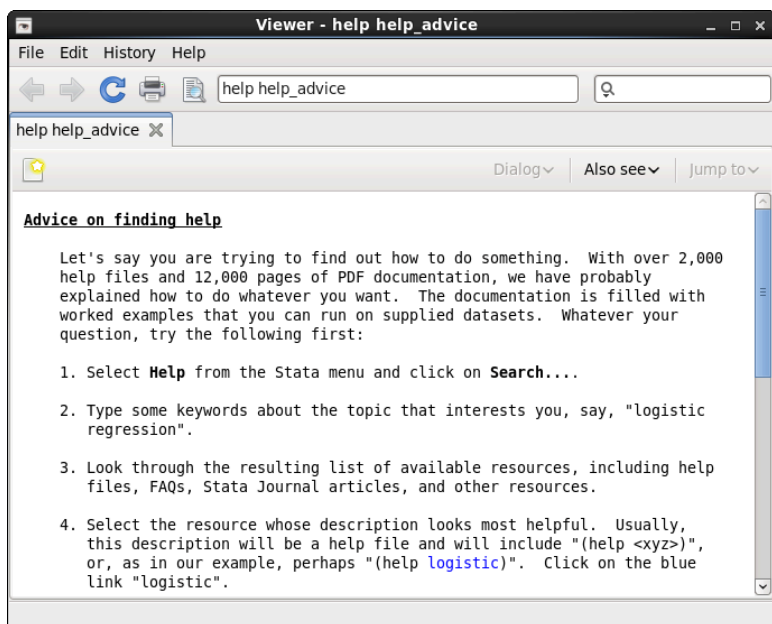 Viewer - help help_advice
File Edit History Help
help help_advice
help help_advice
Dialog Also see Jump to
Advice on finding help
Let's say you are trying to find out how to do something. With over 2,000
help files and 12,000 pages of PDF documentation, we have probably
explained how to do whatever you want. The documentation is filled with
worked examples that you can run on supplied datasets. Whatever your
question, try the following first:
1. Select Help from the Stata menu and click on Search....
2. Type some keywords about the topic that interests you, say, "logistic
regression".
3. Look through the resulting list of available resources, including help
files, FAQs, Stata Journal articles, and other resources.
4. Select the resource whose description looks most helpful. Usually,
this description will be a help file and will include "(help <xyz>)",
or, as in our example, perhaps "(help logistic)". Click on the blue
link "logistic".